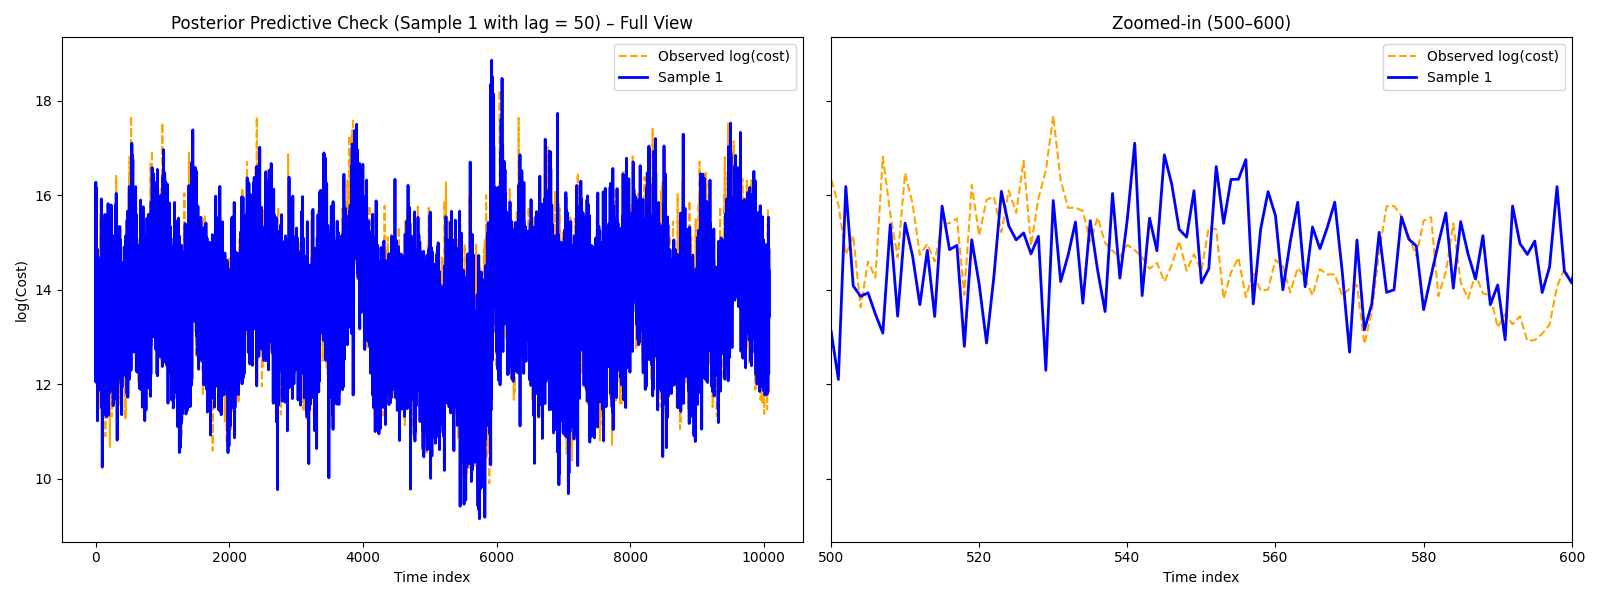 Posterior Predictive Check (Sample 1 with lag = 50) – Full View
Observed log(cost)
Sample 1
log(Cost)
18
16
14
12
10
0
2000
4000
6000
8000
10000
Time index
Zoomed-in (500–600)
Observed log(cost)
Sample 1
500
520
540
560
580
600
Time index